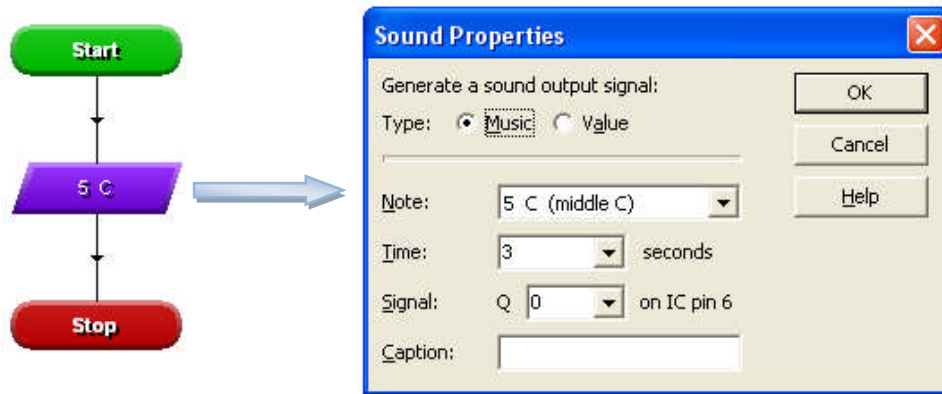 Start
5 C
Stop
Sound Properties
Generate a sound output signal:
Type: Music Value
Note: 5 C (middle C)
Time: 3 seconds
Signal: Q 0 on IC pin 6
Caption:
OK
Cancel
Help